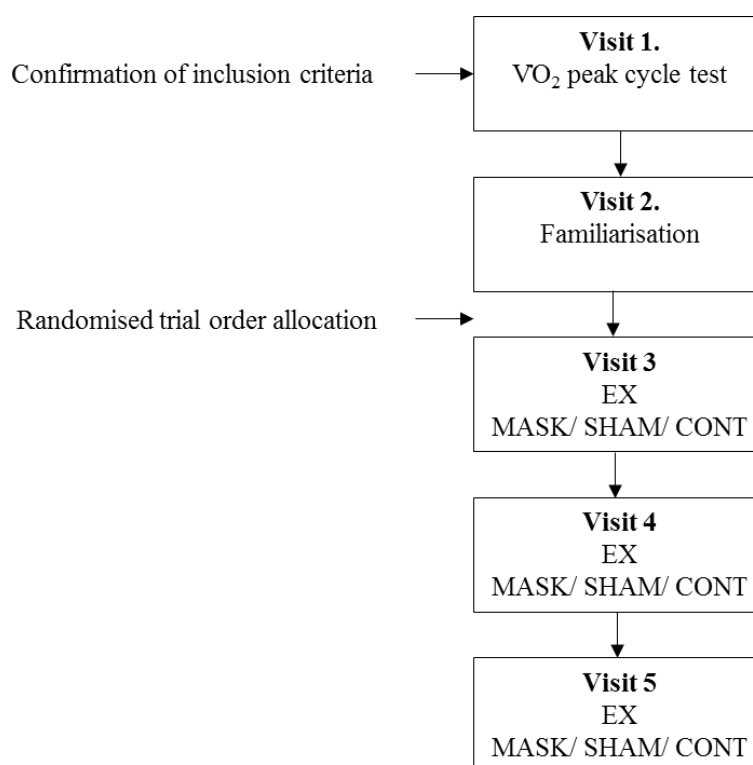 Visit 1.
Confirmation of inclusion criteria
V̇O₂ peak cycle test
Visit 2.
Familiarisation
Randomised trial order allocation
Visit 3
EX
MASK/ SHAM/ CONT
Visit 4
EX
MASK/ SHAM/ CONT
Visit 5
EX
MASK/ SHAM/ CONT